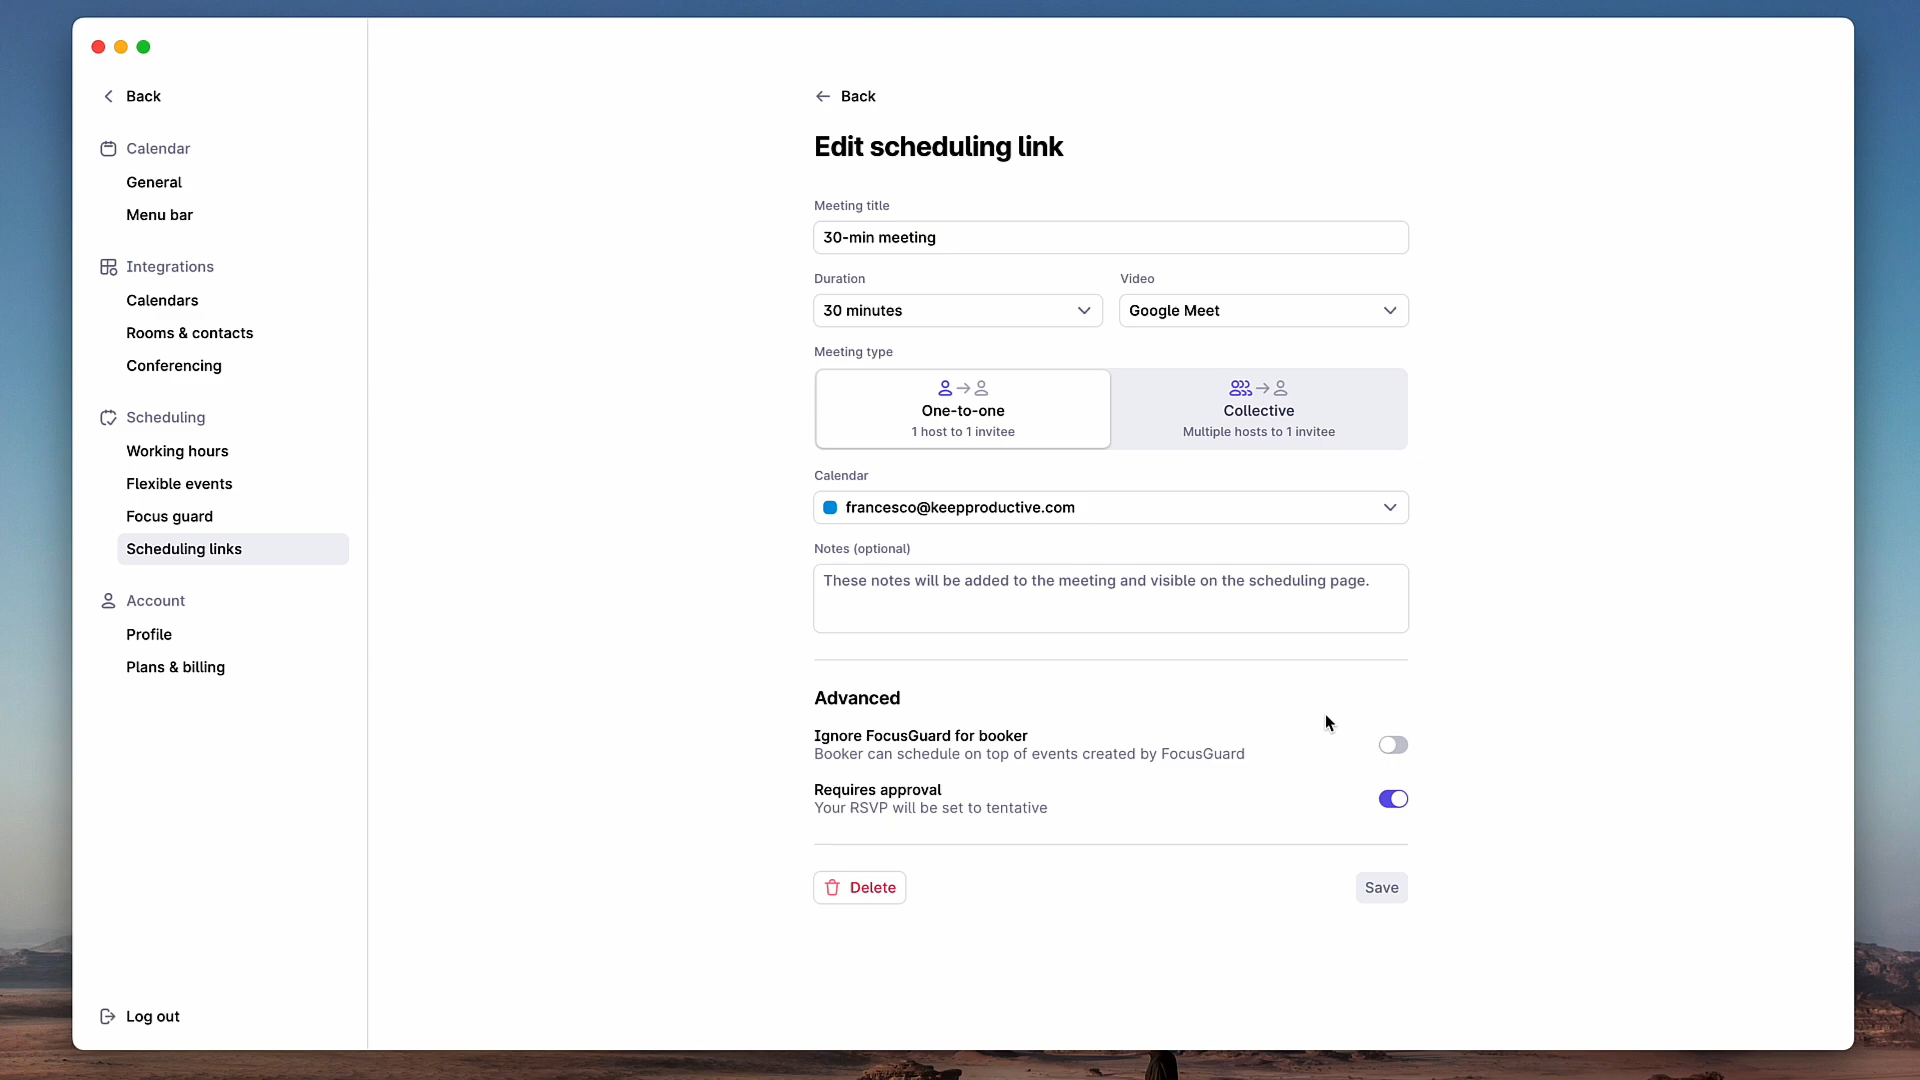 Back
Calendar
General
Menu bar
Integrations
Calendars
Rooms & contacts
Conferencing
Scheduling
Working hours
Flexible events
Focus guard
Scheduling links
Account
Profile
Plans & billing
Log out
Back
Edit scheduling link
Meeting title
30-min meeting
Duration
Video
30 minutes
Google Meet
Meeting type
One-to-one
1 host to 1 invitee
Collective
Multiple hosts to 1 invitee
Calendar
francesco@keepproductive.com
Notes (optional)
These notes will be added to the meeting and visible on the scheduling page.
Advanced
Ignore FocusGuard for booker
Booker can schedule on top of events created by FocusGuard
Requires approval
Your RSVP will be set to tentative
Delete
Save